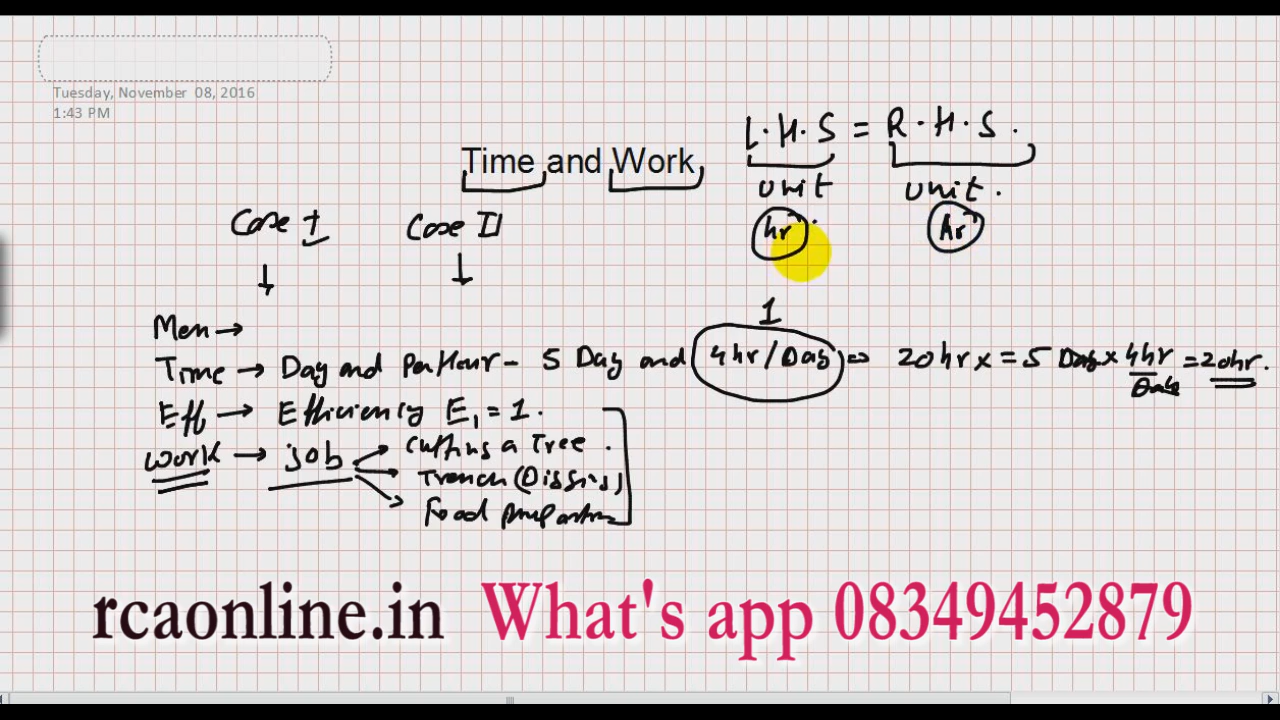 Tuesday, November 08, 2016
1:43 PM
L.H.S = R.H.S.
Time and Work
unit unit.
Case I Case II
hr hr
1
Men →
Time → Day and Per Hour - 5 Day and 4hr/Day ⇒ 20hr x = 5 Day x 4hr/Day = 20hr.
Eff → Efficiency E₁ = 1.
Work → job → Cutting a Tree.
Trench (Digging)
Food preparation
rcaonline.in What's app 08349452879